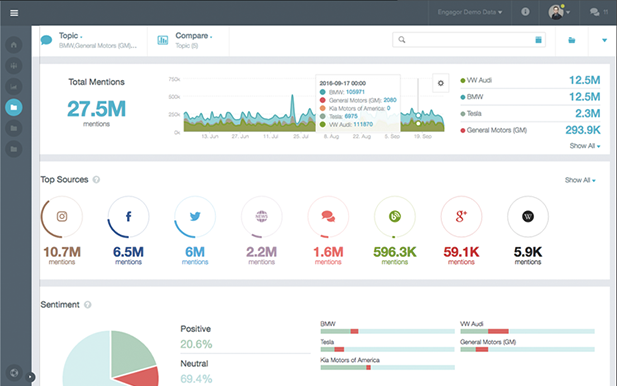 Engagor Demo Data
Topic
BMW,General Motors (GM),...
Compare
Topic (5)
Total Mentions
27.5M
mentions
750k
500k
250k
0k
13. Jun
27. Jun
11. Jul
25. Jul
8. Aug
22. Aug
5. Sep
19. Sep
2016-09-17 00:00
BMW: 105971
General Motors (GM): 2080
Kia Motors of America: 0
Tesla: 6975
VW Audi: 111870
VW Audi 12.5M
BMW 12.5M
Tesla 2.3M
General Motors (GM) 293.9K
Show All
Top Sources
Show All
NEWS
10.7M
mentions
6.5M
mentions
6M
mentions
2.2M
mentions
1.6M
mentions
596.3K
mentions
59.1K
mentions
5.9K
mentions
Sentiment
Positive
20.6%
Neutral
69.4%
BMW
VW Audi
Tesla
General Motors (GM)
Kia Motors of America